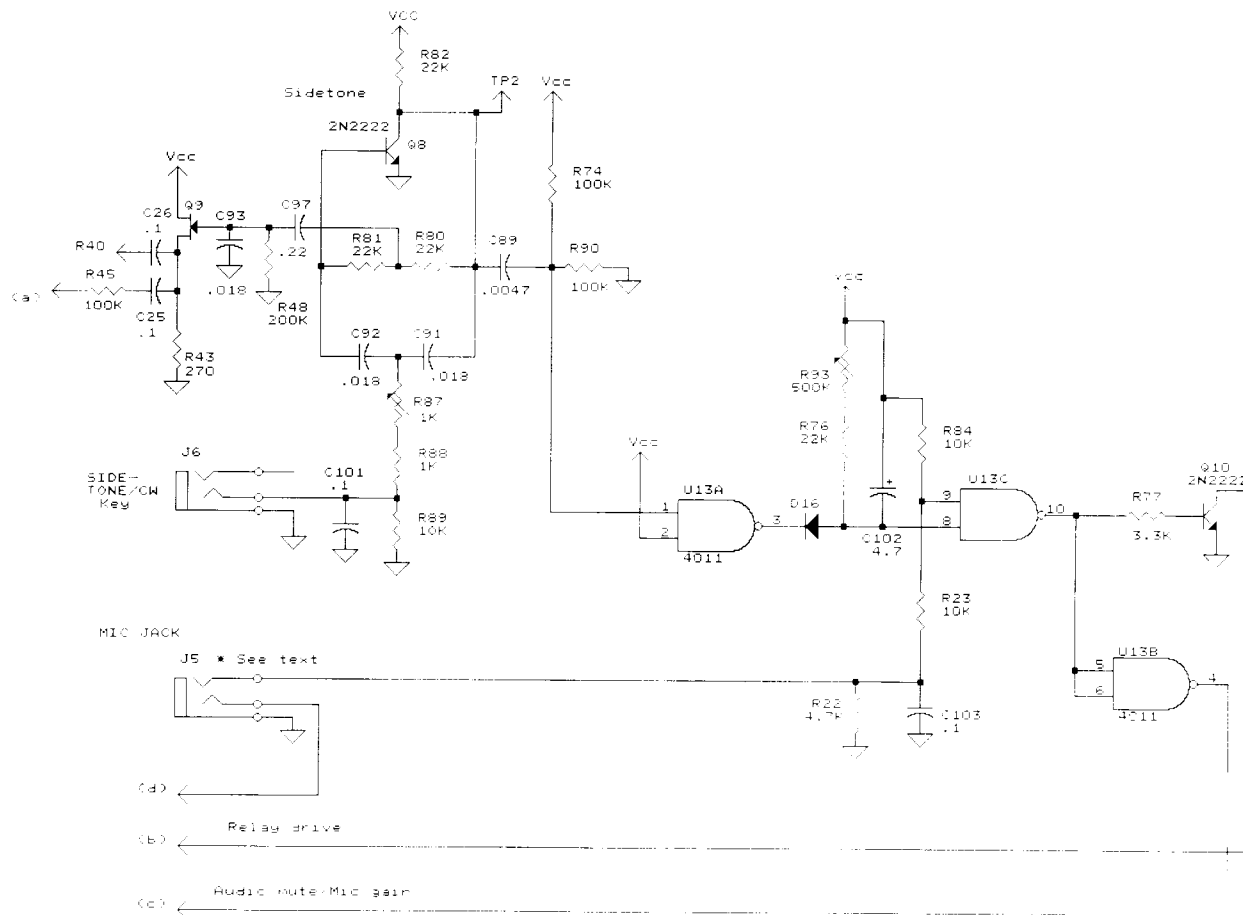 VCC
R82
22K
TP2
Vcc
Sidetone
2N2222
Q8
R74
100K
Vcc
Q9
C26
.1
C93
C97
.22
R40
R81
22K
R80
22K
C89
.0047
R90
100K
(a)
R45
100K
C25
.1
.018
R48
200K
vcc
C92
.018
C91
.018
R43
270
R93
500K
R87
1K
R76
22K
R84
10K
J6
SIDE-
TONE/CW
Key
C101
.1
R88
1K
Vcc
R89
10K
U13A
1
2
3
4011
D16
C102
4.7
+
U13C
9
8
10
Q10
2N2222
R77
3.3K
R23
10K
MIC JACK
J5 * See text
U13B
5
6
4
4011
R22
4.7K
C103
.1
(d)
(b)
Relay drive
(c)
Audio mute/Mic gain